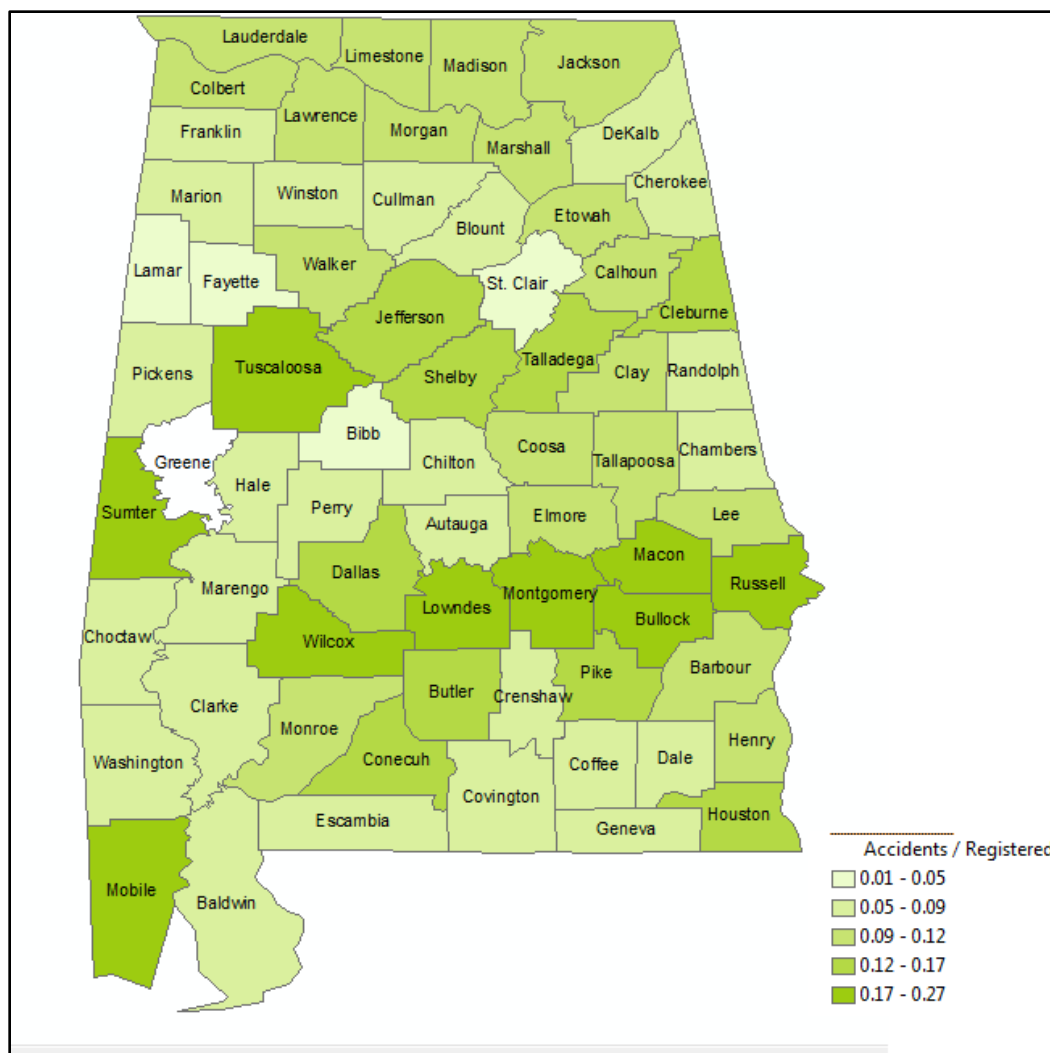 Lauderdale
Limestone
Madison
Jackson
Colbert
Lawrence
Morgan
Franklin
DeKalb
Marshall
Cherokee
Marion
Winston
Cullman
Blount
Etowah
Lamar
Fayette
Walker
St. Clair
Calhoun
Cleburne
Jefferson
Pickens
Tuscaloosa
Shelby
Talladega
Clay
Randolph
Greene
Bibb
Chilton
Coosa
Tallapoosa
Chambers
Hale
Sumter
Perry
Autauga
Elmore
Lee
Macon
Russell
Dallas
Marengo
Lowndes
Montgomery
Bullock
Choctaw
Wilcox
Barbour
Butler
Crenshaw
Pike
Clarke
Monroe
Henry
Washington
Conecuh
Coffee
Dale
Covington
Houston
Escambia
Geneva
Mobile
Baldwin
Accidents / Registered
0.01 - 0.05
0.05 - 0.09
0.09 - 0.12
0.12 - 0.17
0.17 - 0.27